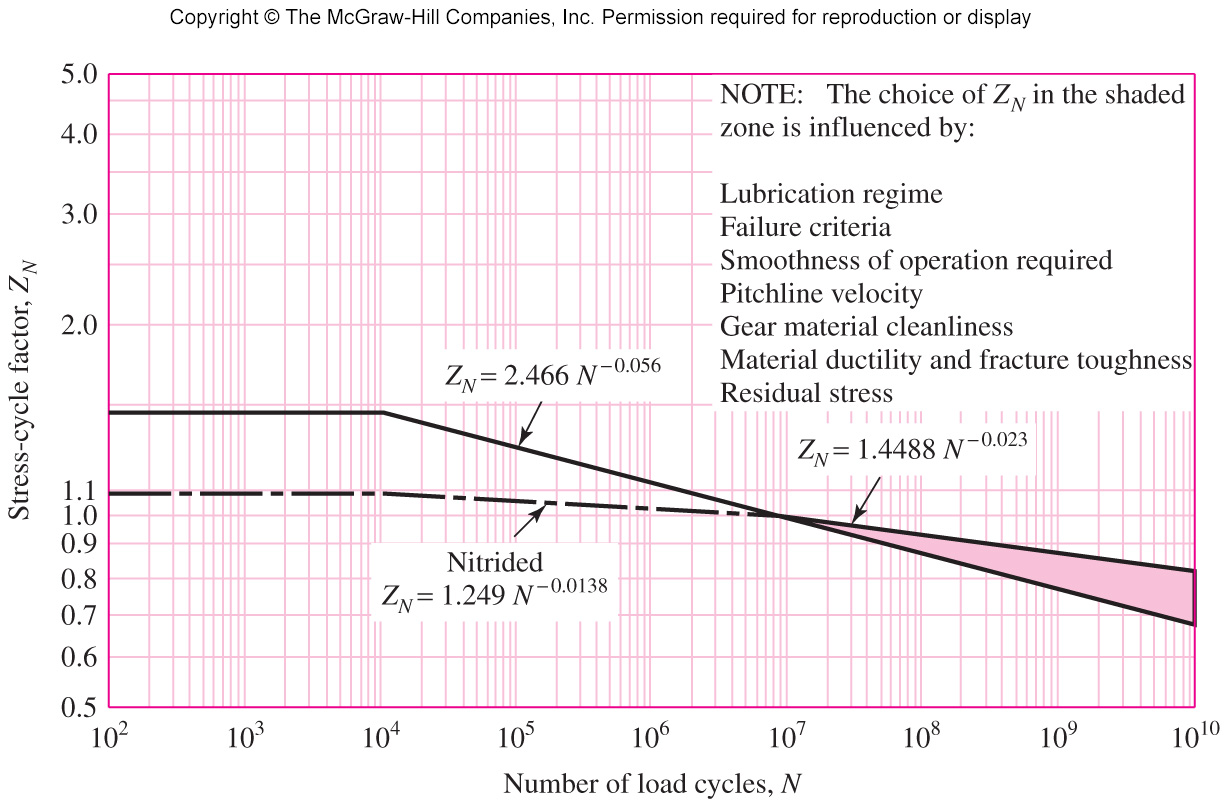 Copyright © The McGraw-Hill Companies, Inc. Permission required for reproduction or display
5.0
4.0
3.0
2.0
1.1
1.0
0.9
0.8
0.7
0.6
0.5
Stress-cycle factor, Z_N
NOTE: The choice of Z_N in the shaded
zone is influenced by:
Lubrication regime
Failure criteria
Smoothness of operation required
Pitchline velocity
Gear material cleanliness
Material ductility and fracture toughness
Residual stress
Z_N = 2.466 N^−0.056
Z_N = 1.4488 N^−0.023
Nitrided
Z_N = 1.249 N^−0.0138
10^2 10^3 10^4 10^5 10^6 10^7 10^8 10^9 10^10
Number of load cycles, N